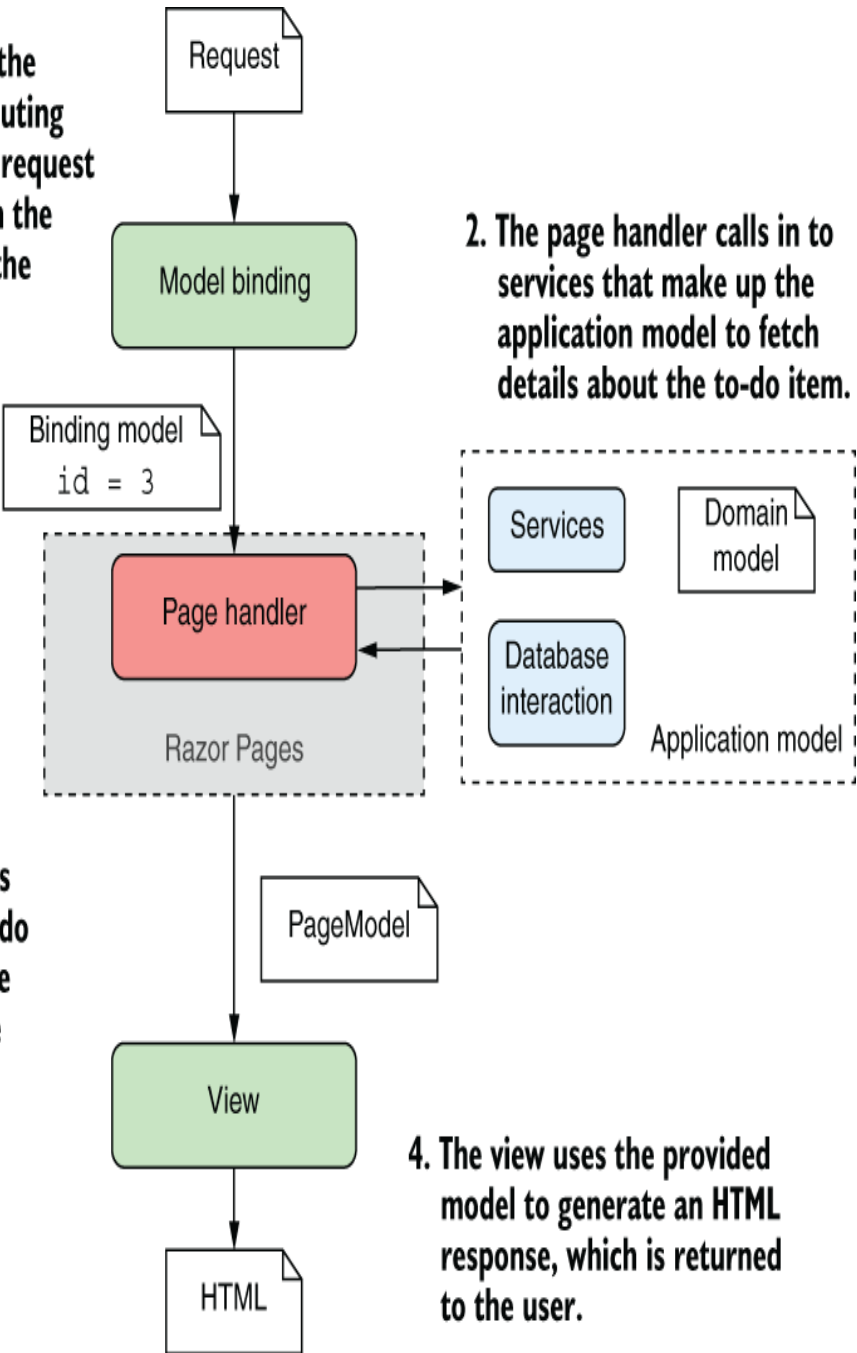 Request
the
uting
request
the
the
Model binding
2. The page handler calls in to
services that make up the
application model to fetch
details about the to-do item.
Binding model
id = 3
Page handler
Razor Pages
Services
Domain
model
Database
interaction
Application model
s
do
e
PageModel
View
4. The view uses the provided
model to generate an HTML
response, which is returned
to the user.
HTML